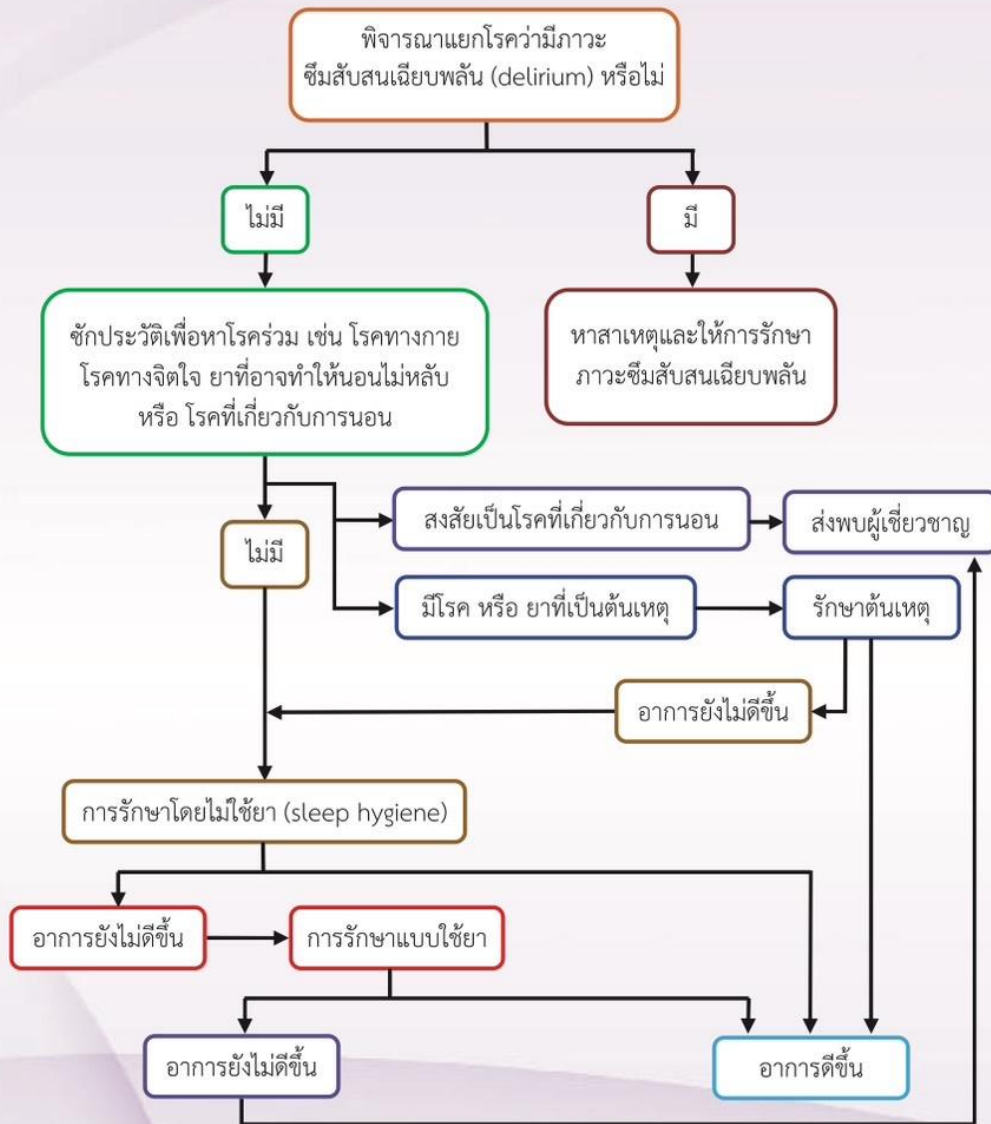 พิจารณาแยกโรคว่ามีภาวะ
ซึมสับสนเฉียบพลัน (delirium) หรือไม่
ไม่มี
มี
ซักประวัติเพื่อหาโรคร่วม เช่น โรคทางกาย
โรคทางจิตใจ ยาที่อาจทำให้นอนไม่หลับ
หรือ โรคที่เกี่ยวกับการนอน
หาสาเหตุและให้การรักษา
ภาวะซึมสับสนเฉียบพลัน
สงสัยเป็นโรคที่เกี่ยวกับการนอน
ส่งพบผู้เชี่ยวชาญ
ไม่มี
มีโรค หรือ ยาที่เป็นต้นเหตุ
รักษาต้นเหตุ
อาการยังไม่ดีขึ้น
การรักษาโดยไม่ใช้ยา (sleep hygiene)
อาการยังไม่ดีขึ้น
การรักษาแบบใช้ยา
อาการยังไม่ดีขึ้น
อาการดีขึ้น